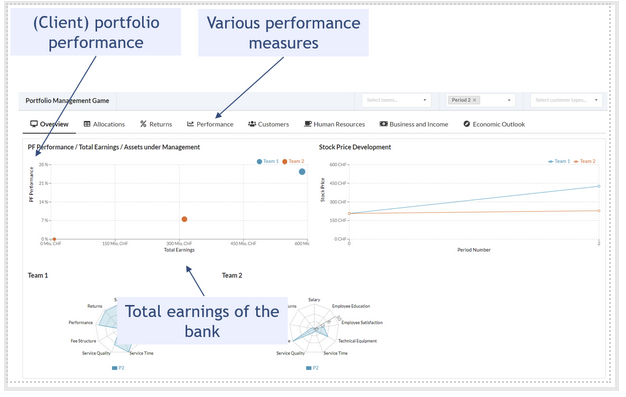 (Client) portfolio
performance
Various performance
measures
Portfolio Management Game
Select teams...
Period 2 ×
Select customer types...
Overview
Allocations
Returns
Performance
Customers
Human Resources
Business and Income
Economic Outlook
PF Performance / Total Earnings / Assets under Management
Team 1 Team 2
PF Performance
28 %
21 %
14 %
7 %
0 %
0 Mio. CHF
150 Mio. CHF
300 Mio. CHF
450 Mio. CHF
600 Mio
Total Earnings
Stock Price Development
Team 1 Team 2
Stock Price
600 CHF
450 CHF
300 CHF
150 CHF
0 CHF
0
Period Number
Team 1
Returns
Performance
Fee Structure
Service Quality
Service Time
P2
Total earnings of the
bank
Team 2
Salary
Employee Education
Employee Satisfaction
Technical Equipment
Service Time
Service Quality
P2